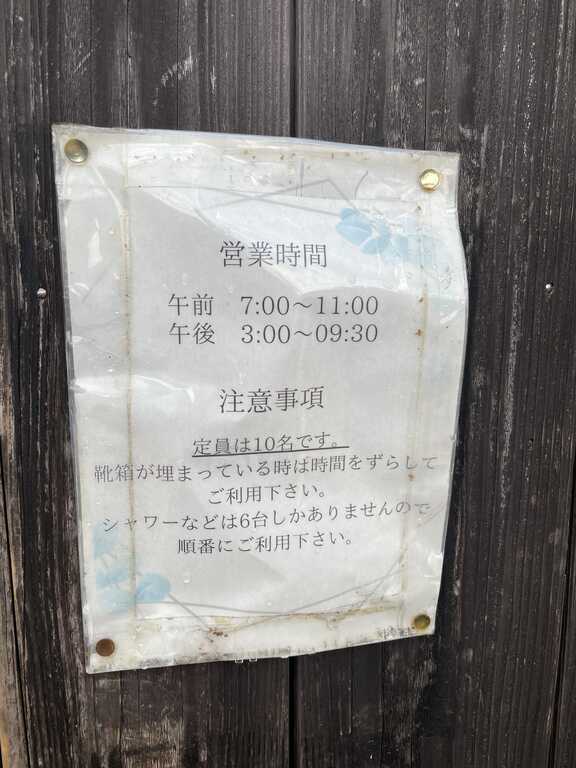 営業時間
午前 7:00～11:00
午後 3:00～09:30
注意事項
定員は10名です。
靴箱が埋まっている時は時間をずらして
ご利用下さい。
シャワーなどは6台しかありませんので
順番にご利用下さい。